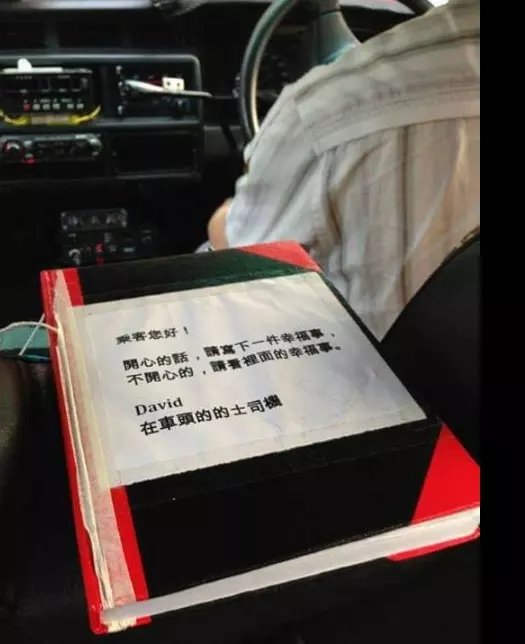 乘客您好！
開心的話，請寫下一件幸福事，
不開心的，請看裡面的幸福事。
David
在車頭的的士司機